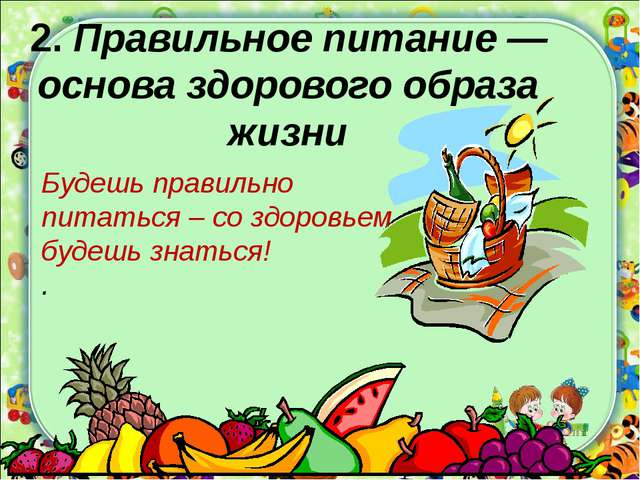 2. Правильное питание —
основа здорового образа
жизни
Будешь правильно
питаться – со здоровьем
будешь знаться!
.